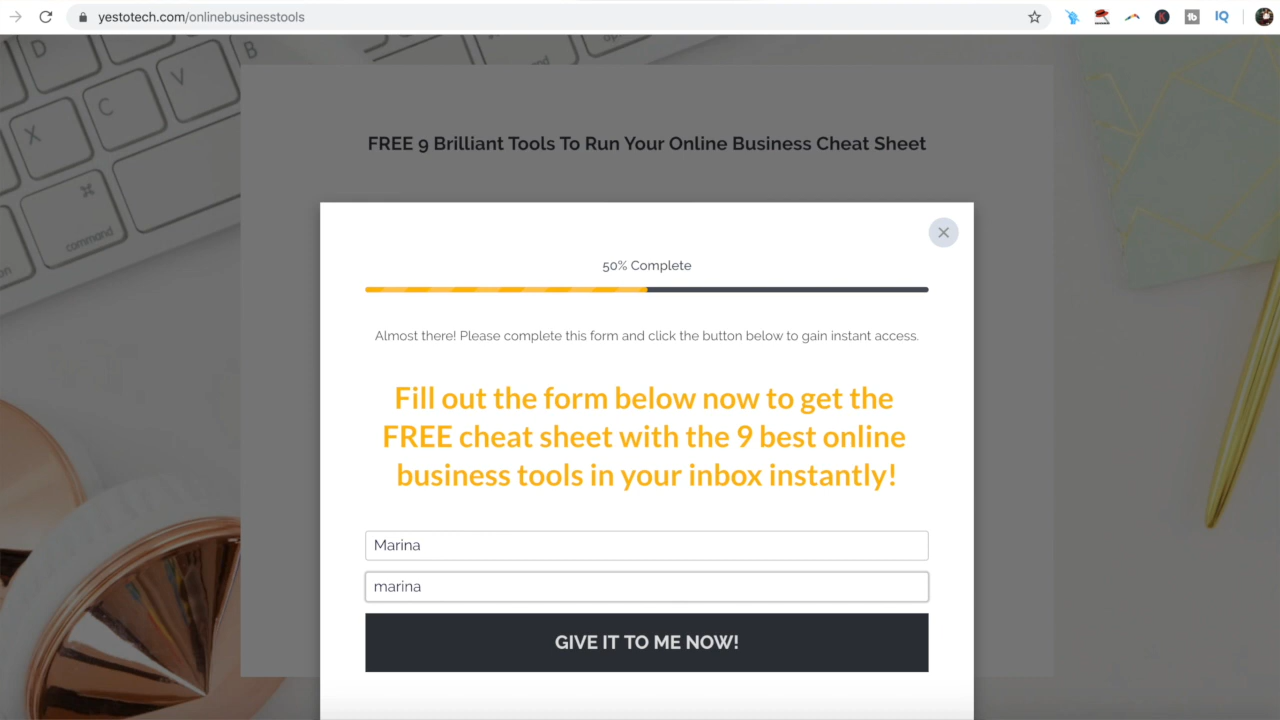 yestotech.com/onlinebusinesstools
tb
IQ
D
B
V
C
X
command
FREE 9 Brilliant Tools To Run Your Online Business Cheat Sheet
50% Complete
Almost there! Please complete this form and click the button below to gain instant access.
Fill out the form below now to get the
FREE cheat sheet with the 9 best online
business tools in your inbox instantly!
Marina
marina
GIVE IT TO ME NOW!